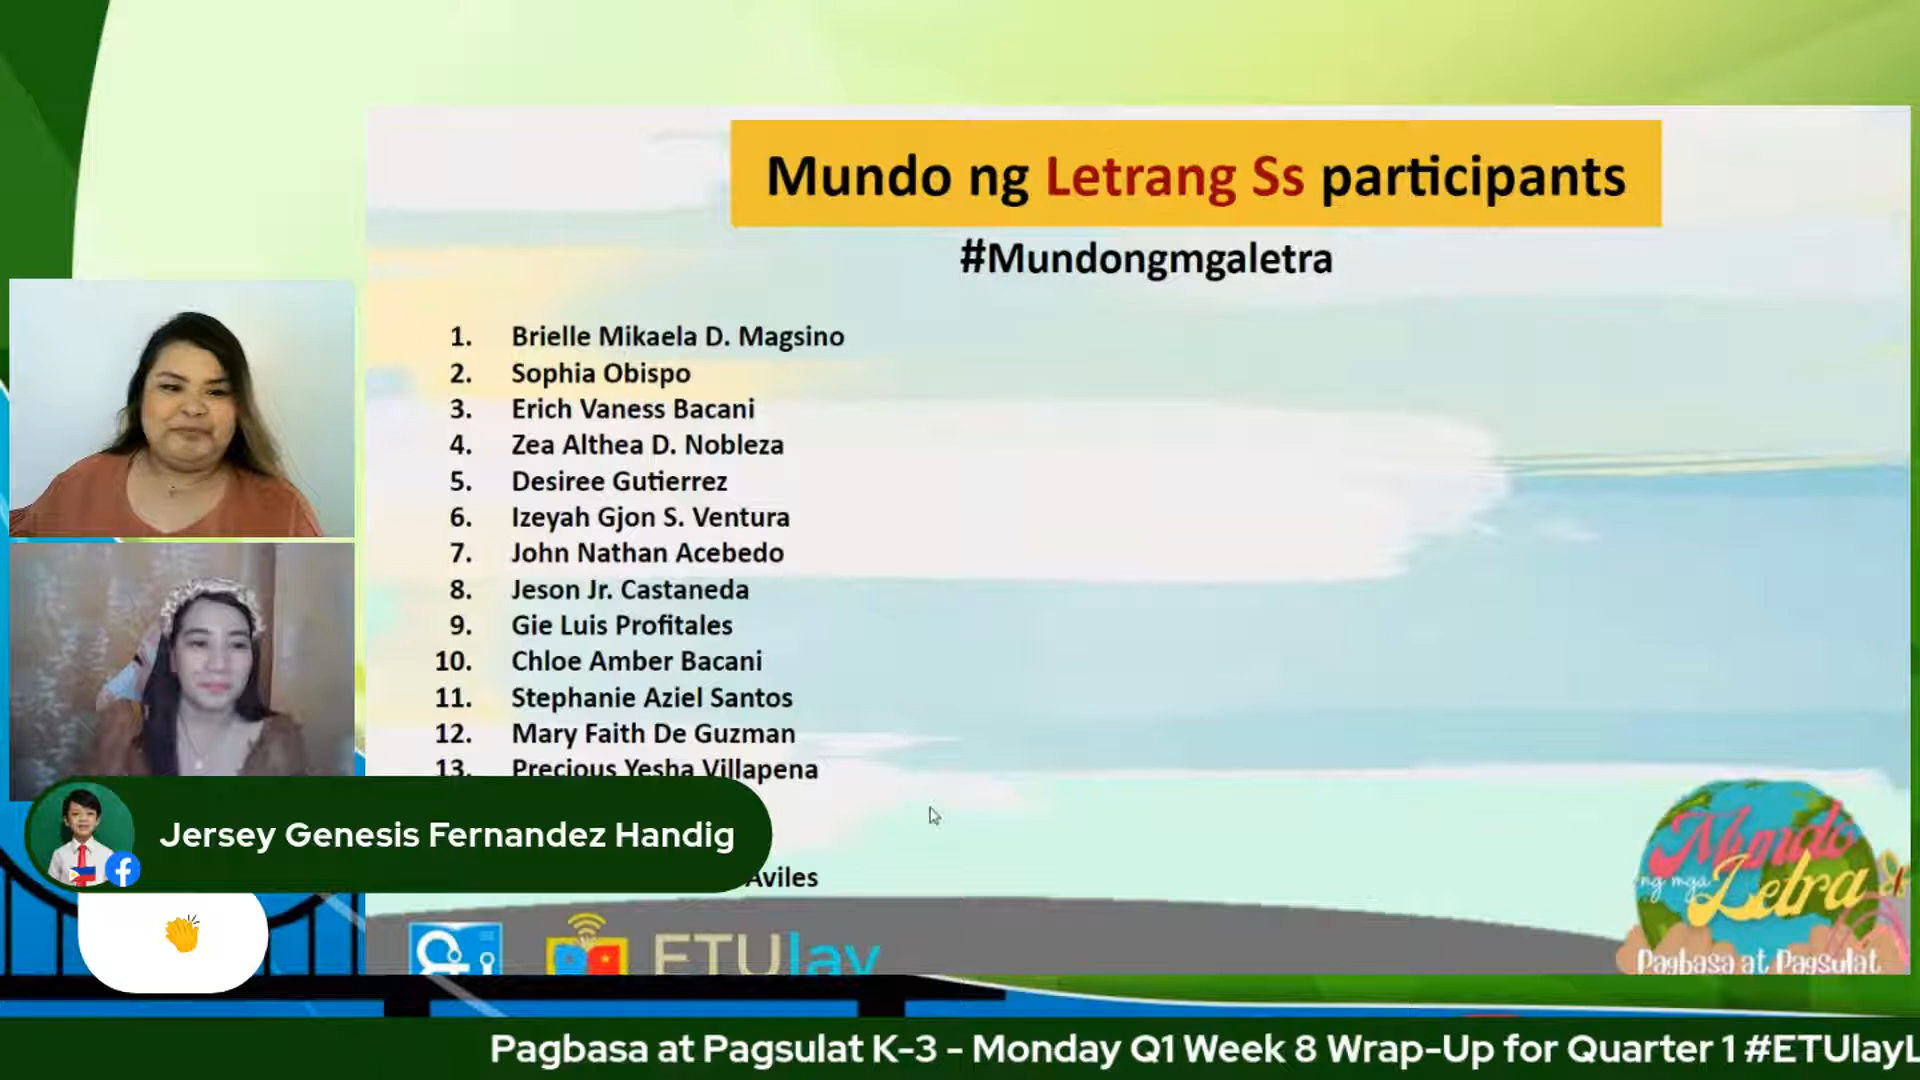 Mundo ng Letrang Ss participants
#Mundongmgaletra
1. Brielle Mikaela D. Magsino
2. Sophia Obispo
3. Erich Vaness Bacani
4. Zea Althea D. Nobleza
5. Desiree Gutierrez
6. Izeyah Gjon S. Ventura
7. John Nathan Acebedo
8. Jeson Jr. Castaneda
9. Gie Luis Profitales
10. Chloe Amber Bacani
11. Stephanie Aziel Santos
12. Mary Faith De Guzman
13. Precious Yesha Villapena
Aviles
Jersey Genesis Fernandez Handig
ETUlay
Mundo
ng mga Letra
Pagbasa at Pagsulat
Pagbasa at Pagsulat K-3 - Monday Q1 Week 8 Wrap-Up for Quarter 1 #ETUlayL